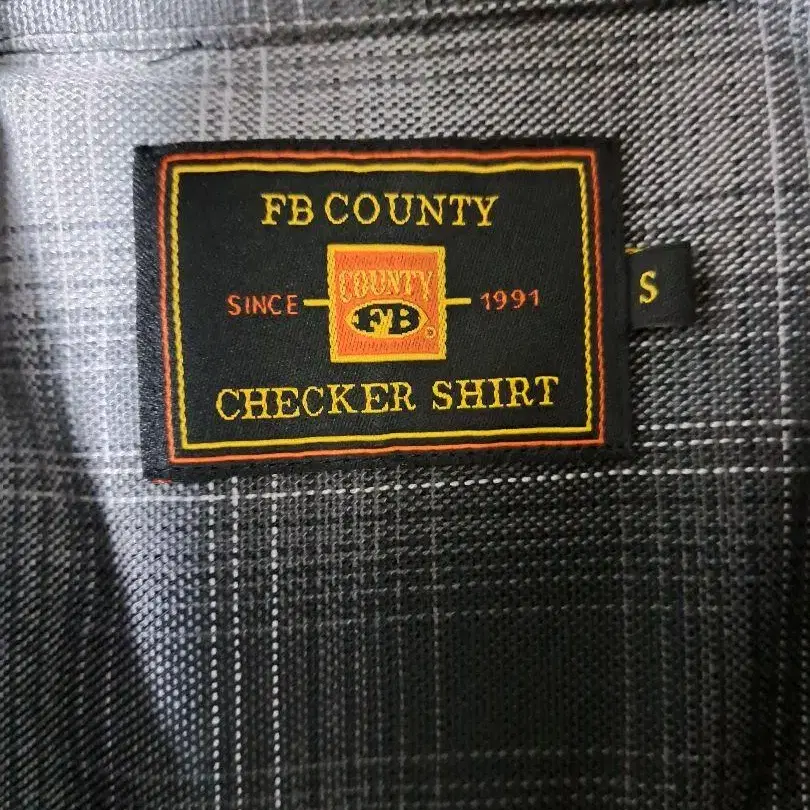 FB COUNTY
COUNTY
FB
SINCE 1991
CHECKER SHIRT
S